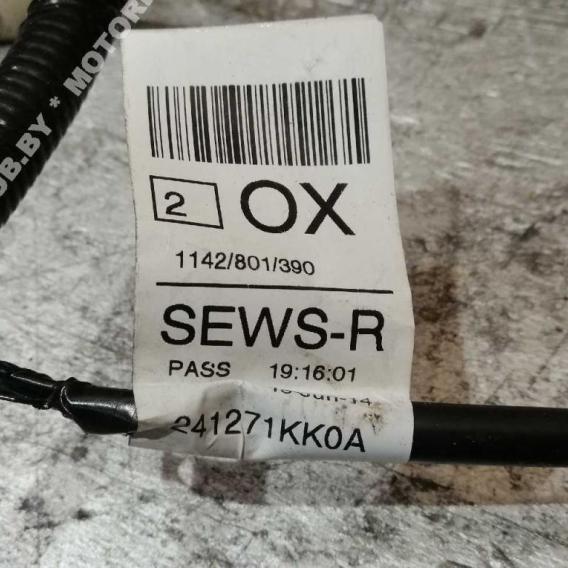 2 OX
1142/801/390
SEWS-R
PASS 19:16:01
241271KK0A